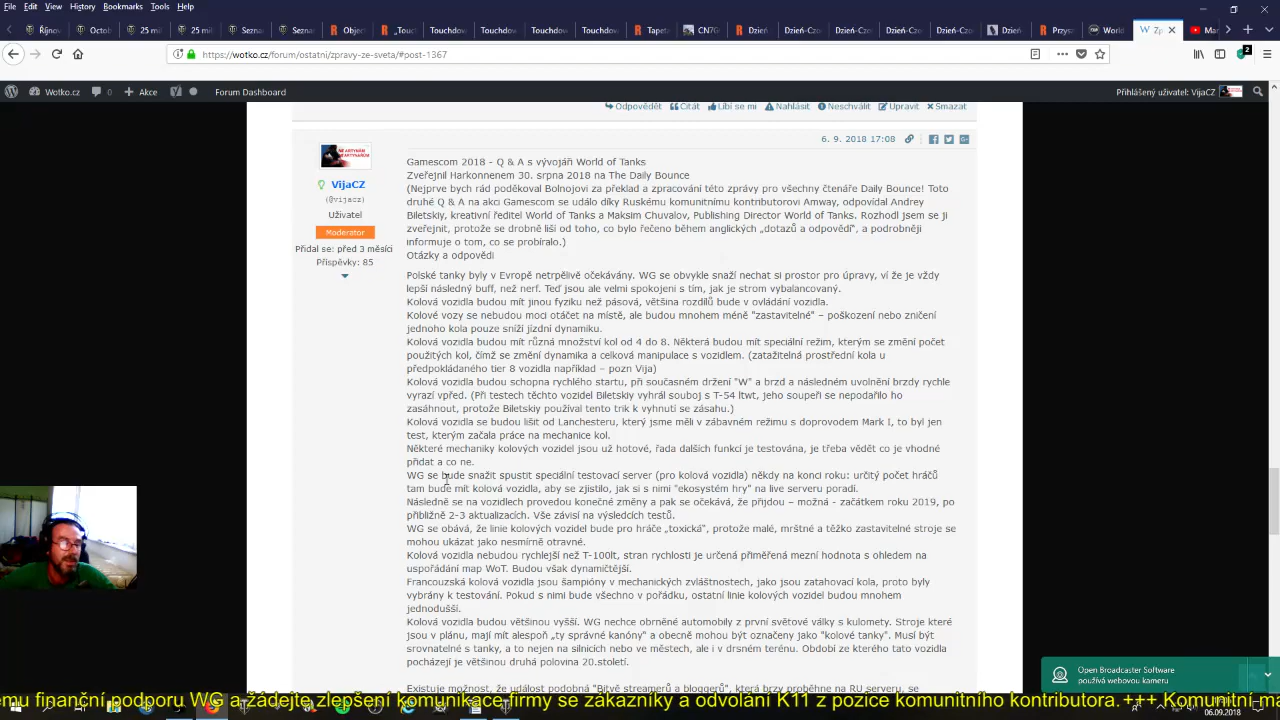 File Edit View History Bookmarks Tools Help
https://wotko.cz/forum/ostatni/zpravy-ze-sveta/#post-1367
Wotko.cz 0 + Akce Forum Dashboard
Přihlášený uživatel: VijaCZ
Odpovědět Citát Líbí se mi Nahlásit Neschválit Upravit Smazat
6. 9. 2018 17:08
VijaCZ
(@vijacz)
Uživatel
Moderátor
Přidal se: před 3 měsíci
Příspěvky: 85
Gamescom 2018 - Q & A s vývojáři World of Tanks
Zveřejnil Harkonnenem 30. srpna 2018 na The Daily Bounce
(Nejprve bych rád poděkoval Bolnojovi za překlad a zpracování této zprávy pro všechny čtenáře Daily Bounce! Toto
druhé Q & A na akci Gamescom se událo díky Ruskému komunitnímu kontributorovi Amway, odpovídal Andrey
Biletskiy, kreativní ředitel World of Tanks a Maksim Chuvalov, Publishing Director World of Tanks. Rozhodl jsem se ji
zveřejnit, protože se drobně liší od toho, co bylo řečeno během anglických „dotazů a odpovědí“, a podrobněji
informuje o tom, co se probíralo.)
Otázky a odpovědi
Polské tanky byly v Evropě netrpělivě očekávány. WG se obvykle snaží nechat si prostor pro úpravy, ví že je vždy
lepší následný buff, než nerf. Teď jsou ale velmi spokojeni s tím, jak je strom vybalancovaný.
Kolová vozidla budou mít jinou fyziku než pásová, většina rozdílů bude v ovládání vozidla.
Kolové vozy se nebudou moci otáčet na místě, ale budou mnohem méně "zastavitelné" – poškození nebo zničení
jednoho kola pouze sníží jízdní dynamiku.
Kolová vozidla budou mít různá množství kol od 4 do 8. Některá budou mít speciální režim, kterým se změní počet
použitých kol, čímž se změní dynamika a celková manipulace s vozidlem. (zatažitelná prostřední kola u
předpokládaného tier 8 vozidla například – pozn Vija)
Kolová vozidla budou schopna rychlého startu, při současném držení "W" a brzd a následném uvolnění brzdy rychle
vyrazí vpřed. (Při testech těchto vozidel Biletskiy vyhrál souboj s T-54 ltwt, jeho soupeři se nepodařilo ho
zasáhnout, protože Biletskiy používal tento trik k vyhnutí se zásahu.)
Kolová vozidla se budou lišit od Lanchesteru, který jsme měli v zábavném režimu s doprovodem Mark I, to byl jen
test, kterým začala práce na mechanice kol.
Některé mechaniky kolových vozidel jsou už hotové, řada dalších funkcí je testována, je třeba vědět co je vhodné
přidat a co ne.
WG se bude snažit spustit speciální testovací server (pro kolová vozidla) někdy na konci roku: určitý počet hráčů
tam bude mít kolová vozidla, aby se zjistilo, jak si s nimi "ekosystém hry" na live serveru poradí.
Následně se na vozidlech provedou konečné změny a pak se očekává, že přijdou – možná - začátkem roku 2019, po
přibližně 2-3 aktualizacích. Vše závisí na výsledcích testů.
WG se obává, že linie kolových vozidel bude pro hráče „toxická“, protože malé, mrštné a těžko zastavitelné stroje se
mohou ukázat jako nesmírně otravné.
Kolová vozidla nebudou rychlejší než T-100lt, stran rychlosti je určená přiměřená mezní hodnota s ohledem na
uspořádání map WoT. Budou však dynamičtější.
Francouzská kolová vozidla jsou šampióny v mechanických zvláštnostech, jako jsou zatahovací kola, proto byly
vybrány k testování. Pokud s nimi bude všechno v pořádku, ostatní linie kolových vozidel budou mnohem
jednodušší.
Kolová vozidla budou většinou vyšší. WG nechce obrněné automobily z první světové války s kulomety. Stroje které
jsou v plánu, mají mít alespoň „ty správné kanóny“ a obecně mohou být označeny jako "kolové tanky". Musí být
srovnatelné s tanky, a to nejen na silnicích nebo ve městech, ale i v drsném terénu. Období ze kterého tato vozidla
pocházejí je většinou druhá polovina 20.století.
Existuje možnost, že událost podobná "Bitvě streamerů a bloggerů", která brzy proběhne na RU serveru, se
Open Broadcaster Software
používá webovou kameru
emu finanční podporu WG a žádejte zlepšení komunikace firmy se zákazníky a odvolání K11 z pozice komunitního kontributora. +++ Komunitní ma
06.09.2018